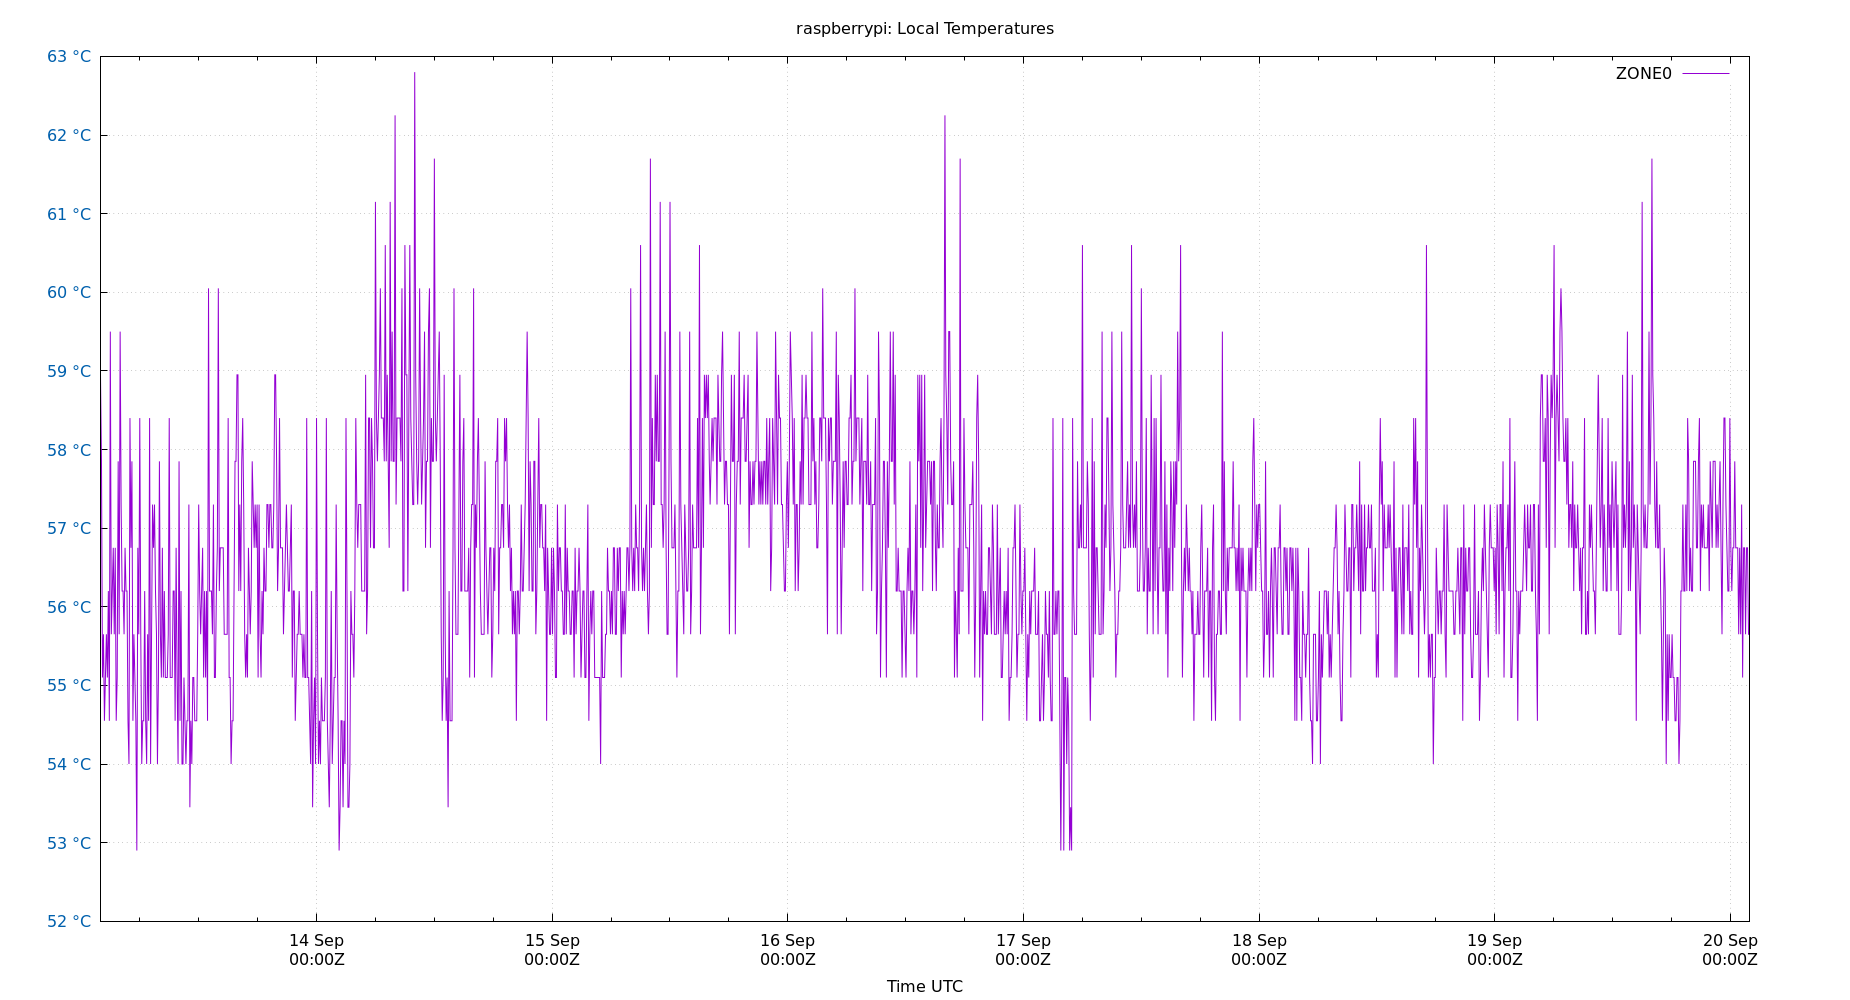 raspberrypi: Local Temperatures
63 °C
62 °C
61 °C
60 °C
59 °C
58 °C
57 °C
56 °C
55 °C
54 °C
53 °C
52 °C
ZONE0
14 Sep 15 Sep 16 Sep 17 Sep 18 Sep 19 Sep 20 Sep
00:00Z 00:00Z 00:00Z 00:00Z 00:00Z 00:00Z 00:00Z
Time UTC